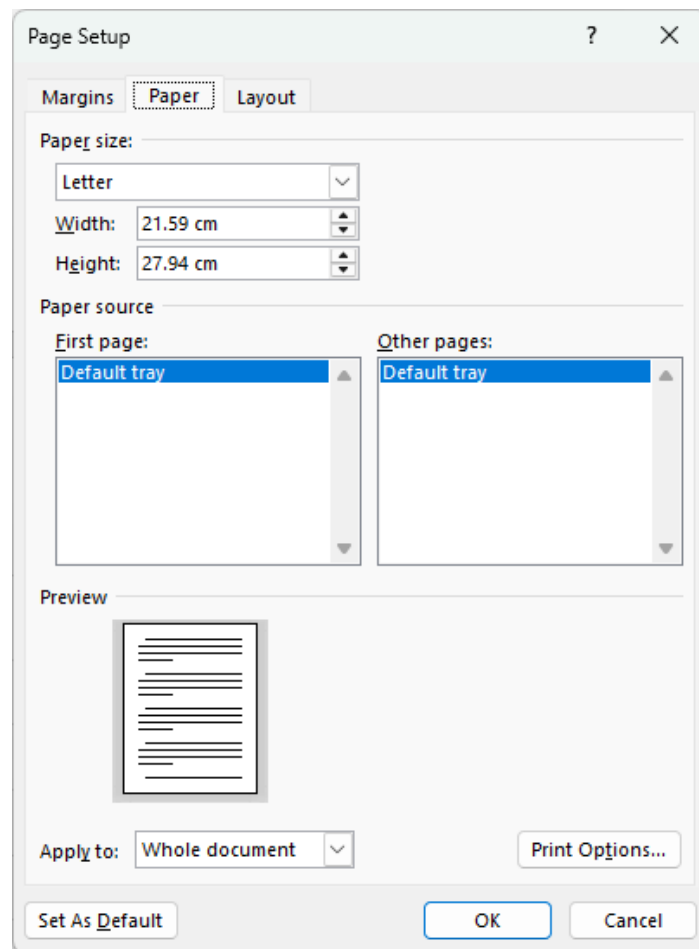 Page Setup ?
Margins Paper Layout
Paper size:
Letter
Width: 21.59 cm
Height: 27.94 cm
Paper source
First page: Other pages:
Default tray Default tray
Preview
Apply to: Whole document Print Options...
Set As Default OK Cancel